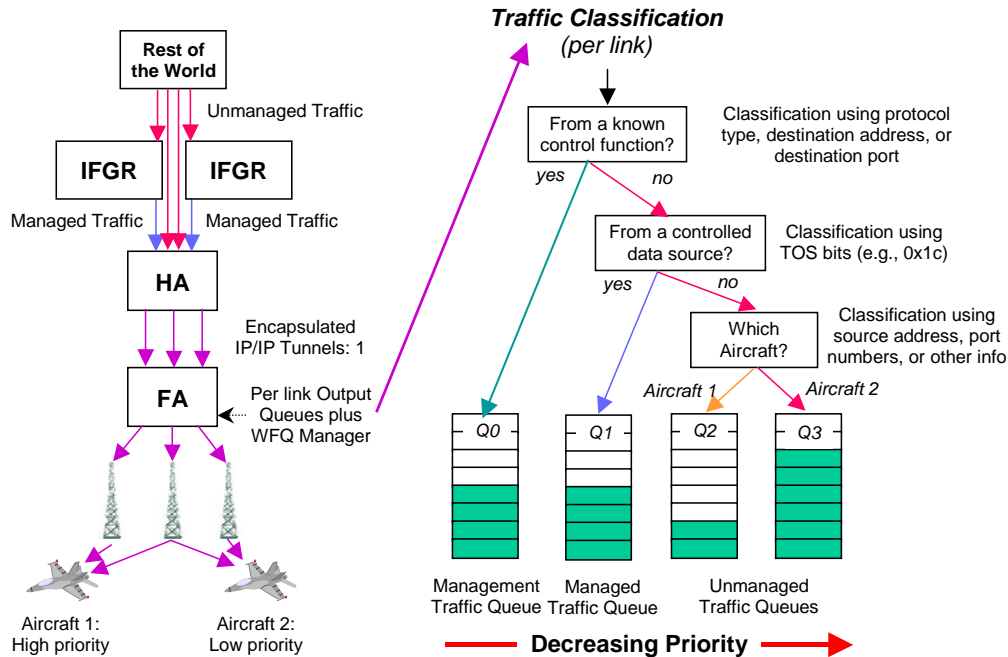 Rest of
the World
Unmanaged Traffic
IFGR
IFGR
Managed Traffic
Managed Traffic
HA
Encapsulated
IP/IP Tunnels: 1
FA
Per link Output
Queues plus
WFQ Manager
Aircraft 1:
High priority
Aircraft 2:
Low priority
Traffic Classification
(per link)
From a known
control function?
Classification using protocol
type, destination address, or
destination port
yes
no
From a controlled
data source?
Classification using
TOS bits (e.g., 0x1c)
yes
no
Which
Aircraft?
Classification using
source address, port
numbers, or other info
Aircraft 1
Aircraft 2
Q0
Q1
Q2
Q3
Management
Traffic Queue
Managed
Traffic Queue
Unmanaged
Traffic Queues
Decreasing Priority